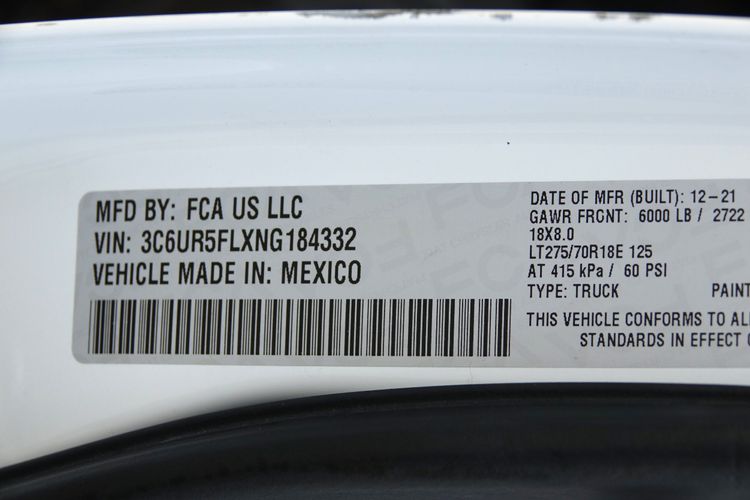 MFD BY: FCA US LLC
VIN: 3C6UR5FLXNG184332
VEHICLE MADE IN: MEXICO
DATE OF MFR (BUILT): 12-21
GAWR FRONT: 6000 LB / 2722
18X8.0
LT275/70R18E 125
AT 415 kPa / 60 PSI
TYPE: TRUCK PAINT
THIS VEHICLE CONFORMS TO AL
STANDARDS IN EFFECT